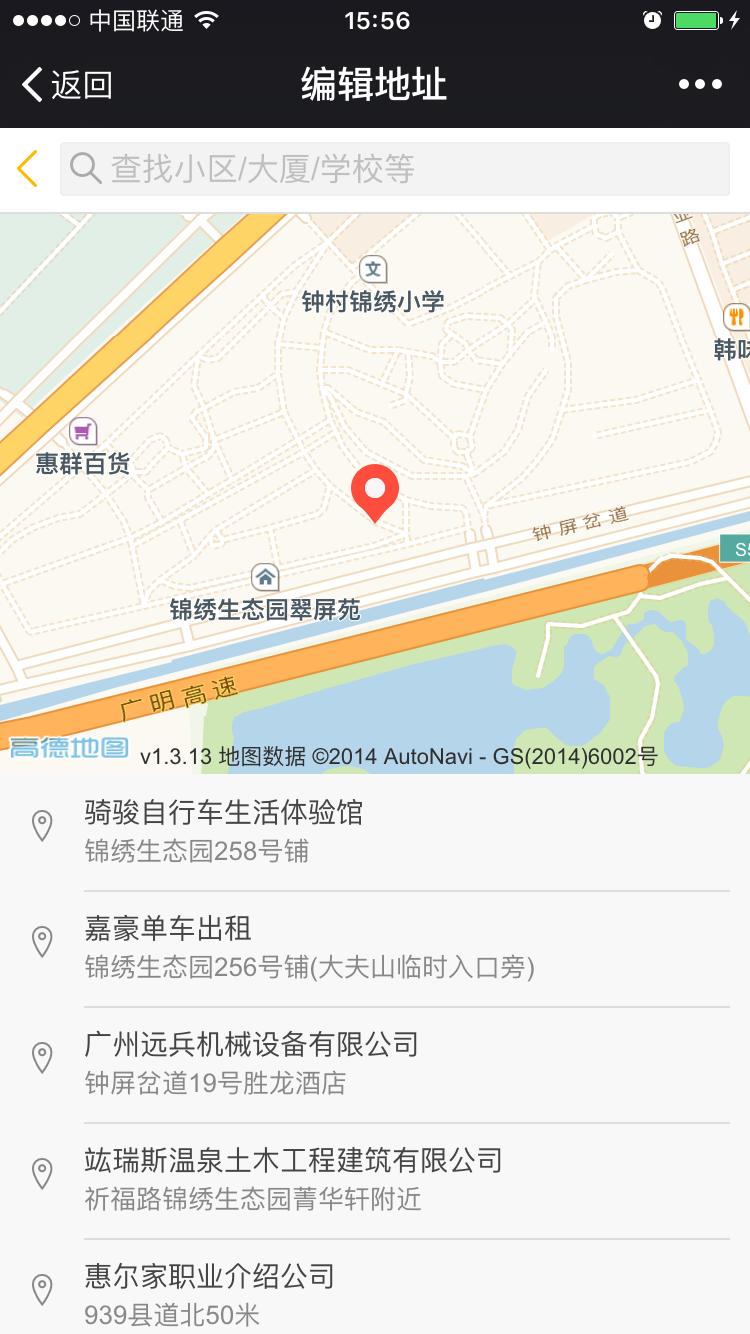 中国联通
15:56
返回
编辑地址
查找小区/大厦/学校等
路
钟村锦绣小学
韩味
惠群百货
钟屏岔道
锦绣生态园翠屏苑
广明高速
高德地图
v1.3.13 地图数据 ©2014 AutoNavi - GS(2014)6002号
骑骏自行车生活体验馆
锦绣生态园258号铺
嘉豪单车出租
锦绣生态园256号铺(大夫山临时入口旁)
广州远兵机械设备有限公司
钟屏岔道19号胜龙酒店
竑瑞斯温泉土木工程建筑有限公司
祈福路锦绣生态园菁华轩附近
惠尔家职业介绍公司
939县道北50米